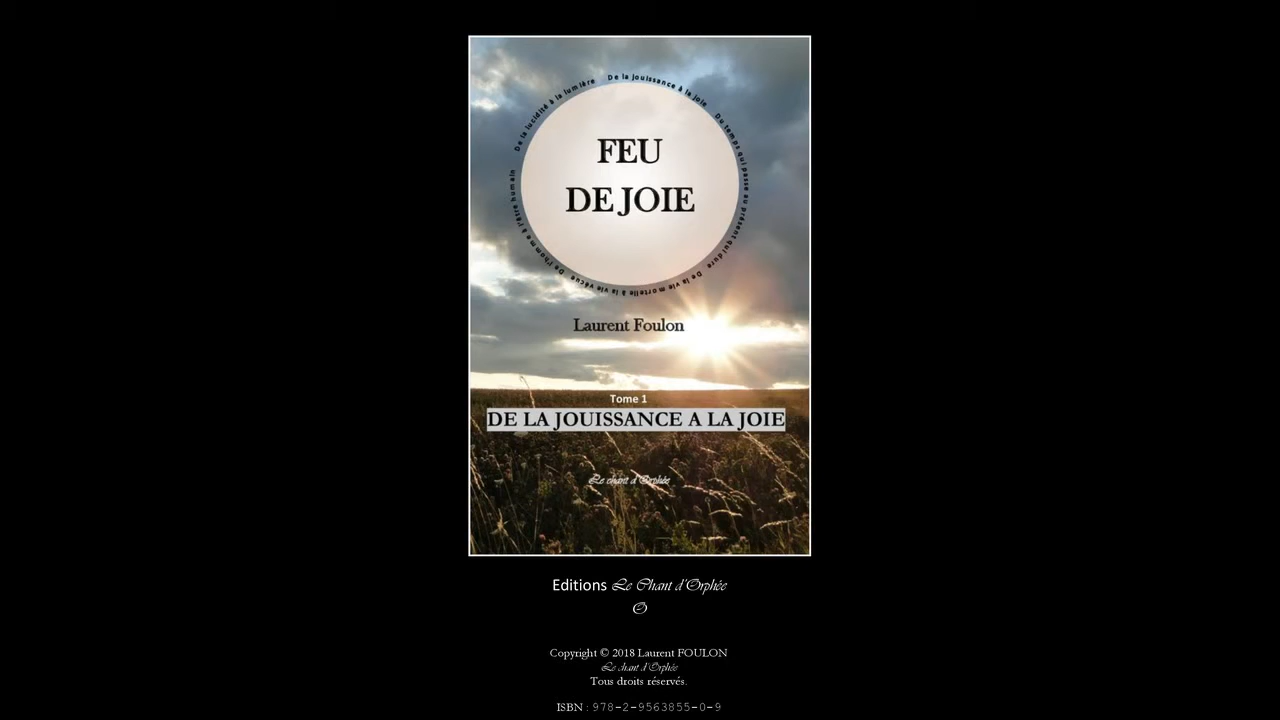 De la jouissance à la joie
Du temps qui passe au présent qui dure
De la vie mortelle à la vie vécue
De l'homme à l'être humain
De la lucidité à la lumière
FEU
DE JOIE
Laurent Foulon
Tome 1
DE LA JOUISSANCE A LA JOIE
Le chant d'Orphée
Editions Le Chant d'Orphée
O
Copyright © 2018 Laurent FOULON
Le chant d'Orphée
Tous droits réservés.
ISBN : 978-2-9563855-0-9